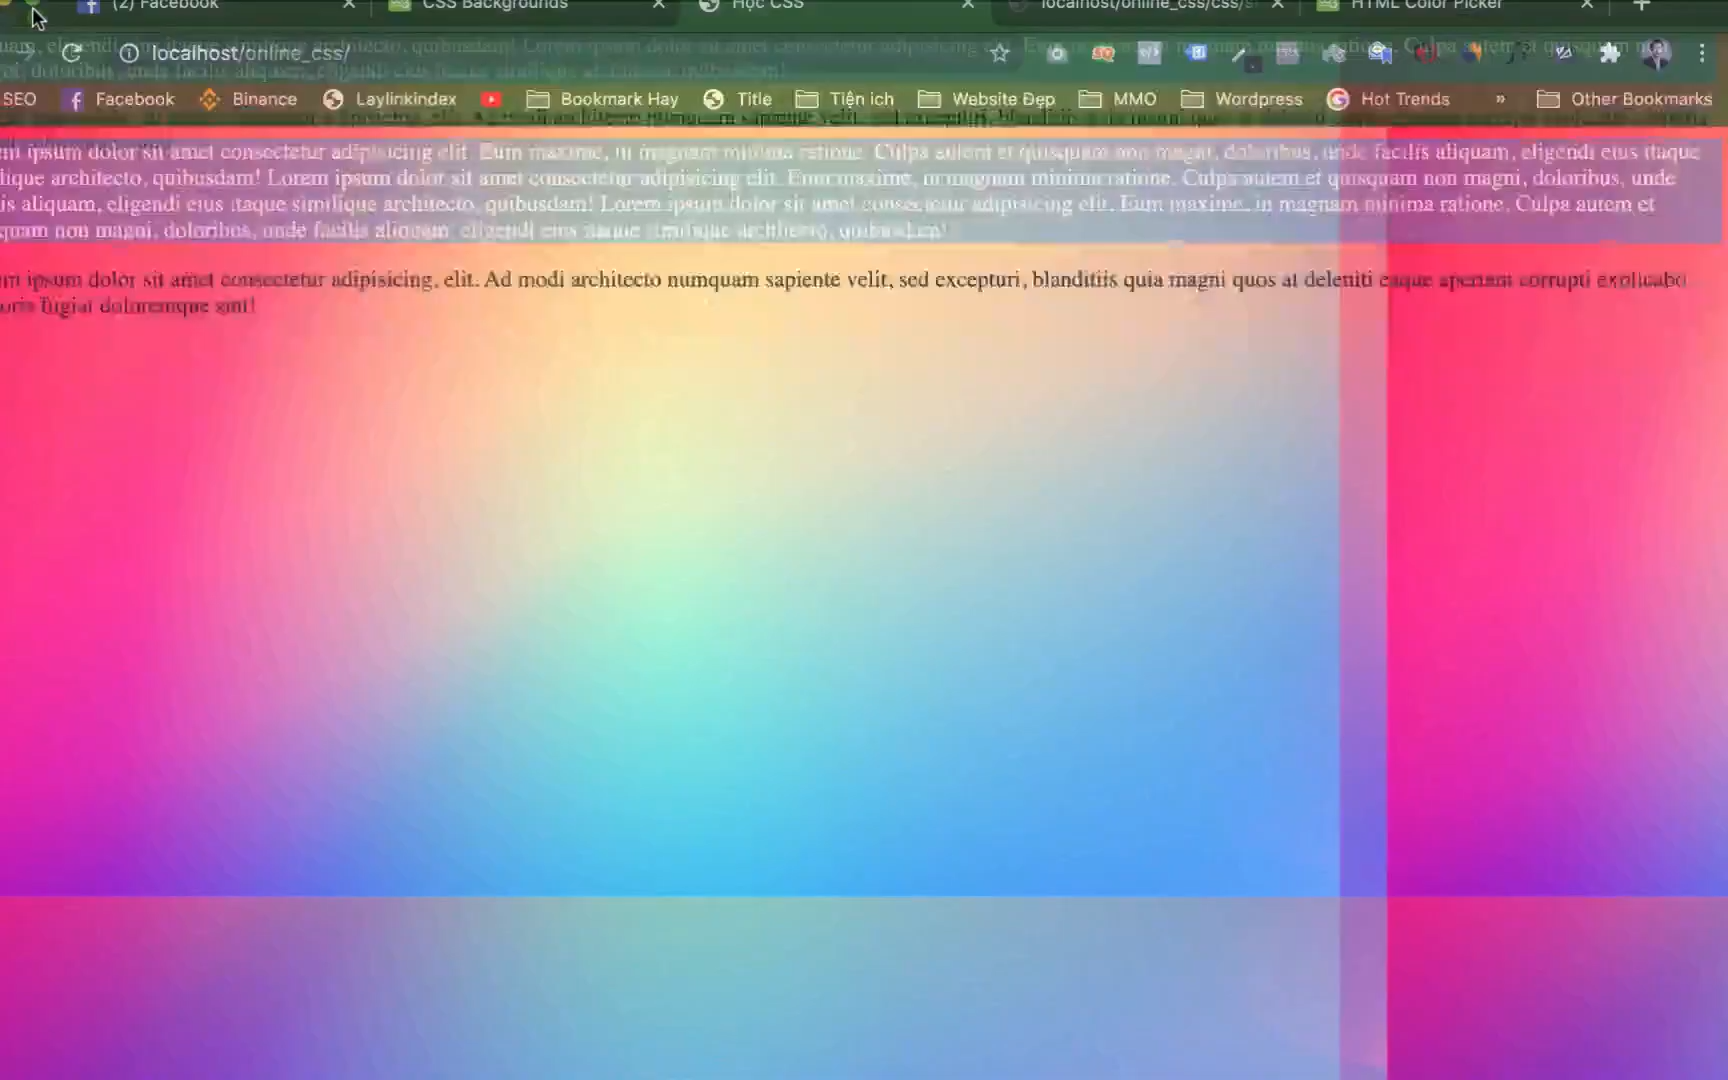 (2) Facebook
CSS Backgrounds
Học CSS
localhost/online_css/css/s
HTML Color Picker
localhost/online_css/
SEO
Facebook
Binance
Laylinkindex
Bookmark Hay
Title
Tiện ích
Website Đẹp
MMO
Wordpress
Hot Trends
»
Other Bookmarks
ipsum dolor sit amet consectetur adipisicing elit. Eum maxime, in magnam minima ratione. Culpa autem et quisquam non magni, doloribus, unde facilis aliquam, eligendi eius itaque
lique architecto, quibusdam! Lorem ipsum dolor sit amet consectetur adipisicing elit. Eum maxime, in magnam minima ratione. Culpa autem et quisquam non magni, doloribus, unde
is aliquam, eligendi eius itaque similique architecto, quibusdam! Lorem ipsum dolor sit amet consectetur adipisicing elit. Eum maxime, in magnam minima ratione. Culpa autem et
quam non magni, doloribus, unde facilis aliquam, eligendi eius itaque similique architecto, quibusdam!
ipsum dolor sit amet consectetur adipisicing, elit. Ad modi architecto numquam sapiente velit, sed excepturi, blanditiis quia magni quos at deleniti eaque aperiam corrupti explicabo
oris fugiat doloremque sint!